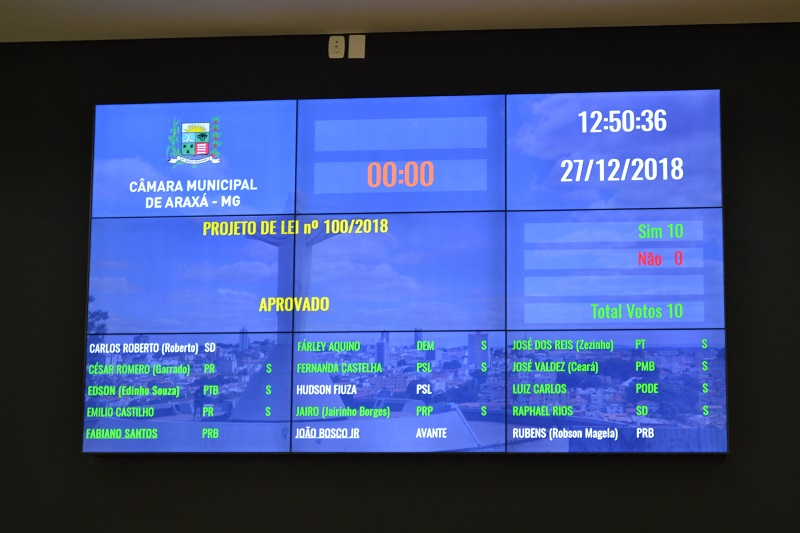 CÂMARA MUNICIPAL
DE ARAXÁ - MG
00:00
12:50:36
27/12/2018
PROJETO DE LEI nº 100/2018
APROVADO
Sim 10
Não 0
Total Votos 10
CARLOS ROBERTO (Roberto) SD
CÉSAR ROMERO (Garrado) PR S
EDSON (Edinho Souza) PTB S
EMILIO CASTILHO PR S
FABIANO SANTOS PRB
FÁRLEY AQUINO DEM S
FERNANDA CASTELHA PSL S
HUDSON FIUZA PSL
JAIRO (Jairinho Borges) PRP S
JOÃO BOSCO JR AVANTE
JOSÉ DOS REIS (Zezinho) PT S
JOSÉ VALDEZ (Ceará) PMB S
LUIZ CARLOS PODE S
RAPHAEL RIOS SD S
RUBENS (Robson Magela) PRB